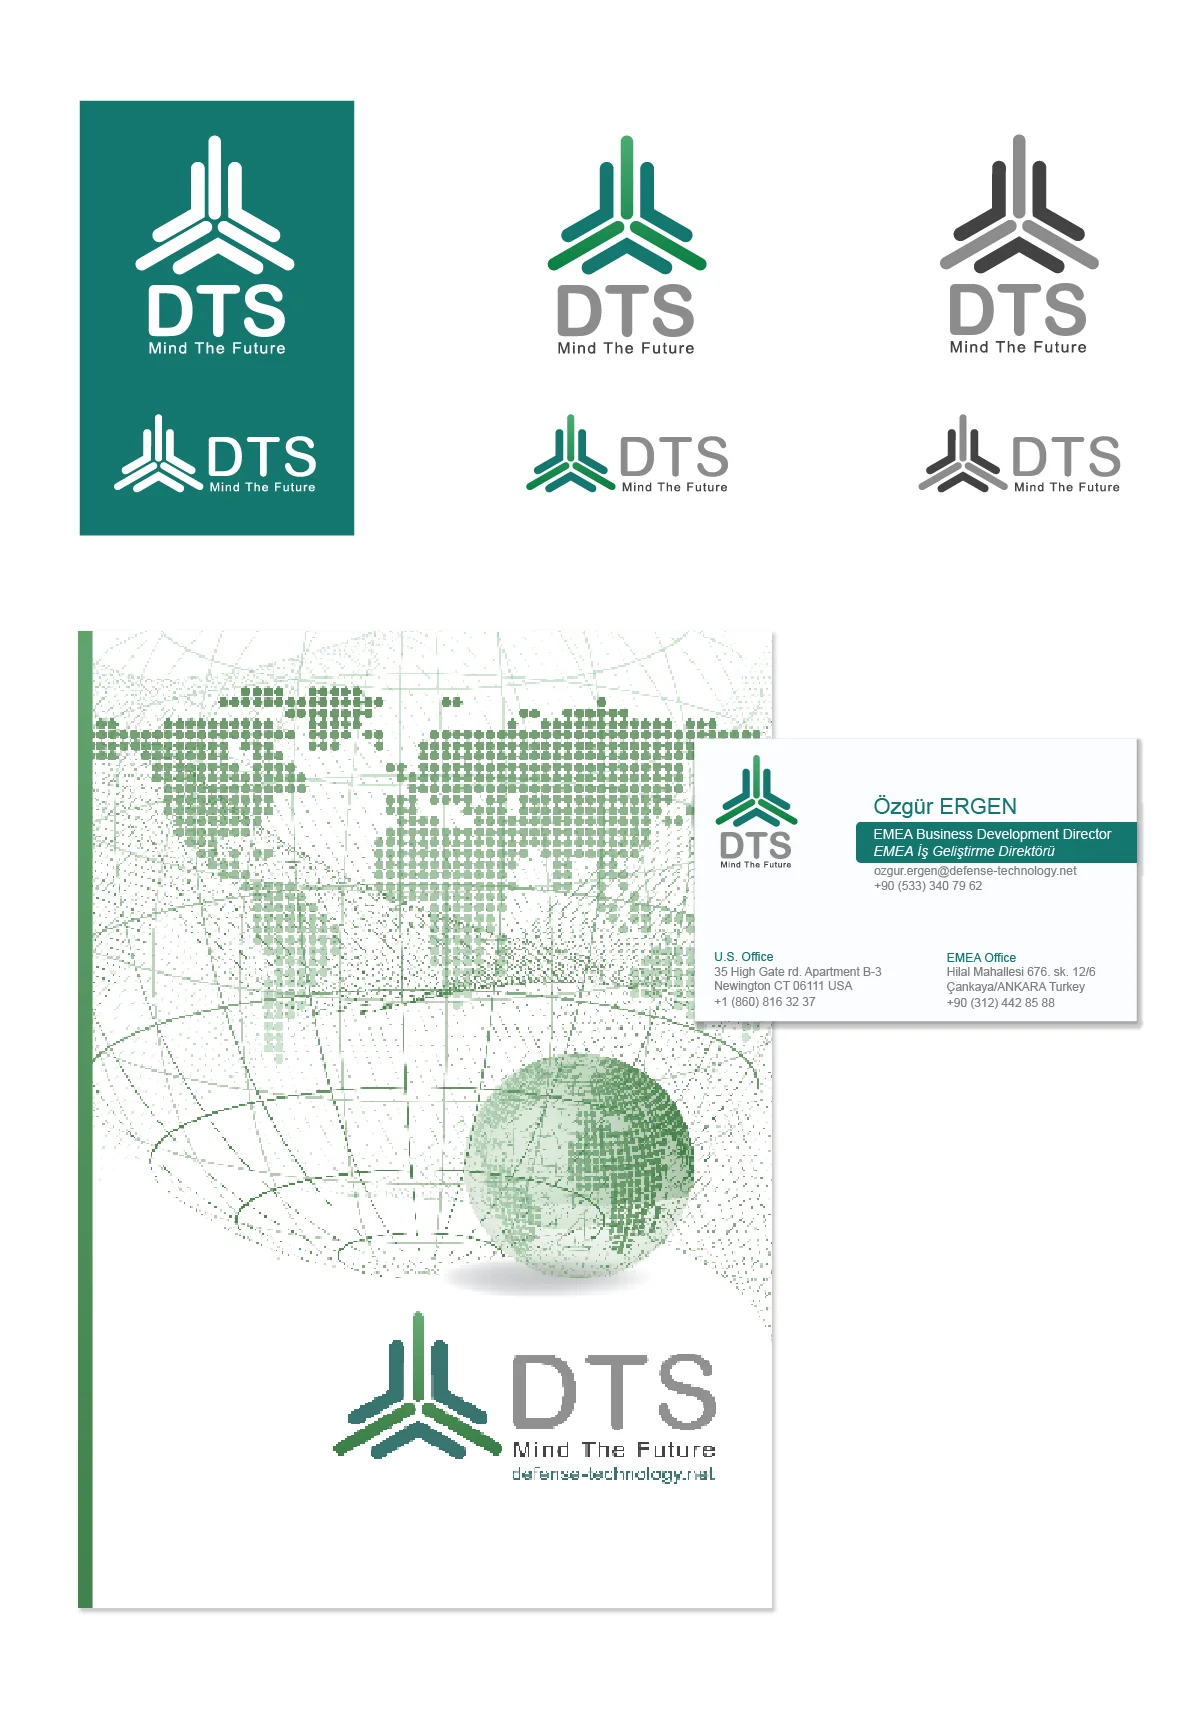 DTS
Mind The Future
DTS
Mind The Future
DTS
Mind The Future
DTS
Mind The Future
DTS
Mind The Future
DTS
Mind The Future
DTS
Mind The Future
Özgür ERGEN
EMEA Business Development Director
EMEA İş Geliştirme Direktörü
ozgur.ergen@defense-technology.net
+90 (533) 340 79 62
U.S. Office
35 High Gate rd. Apartment B-3
Newington CT 06111 USA
+1 (860) 816 32 37
EMEA Office
Hilal Mahallesi 676. sk. 12/6
Çankaya/ANKARA Turkey
+90 (312) 442 85 88
DTS
Mind The Future
defense-technology.net